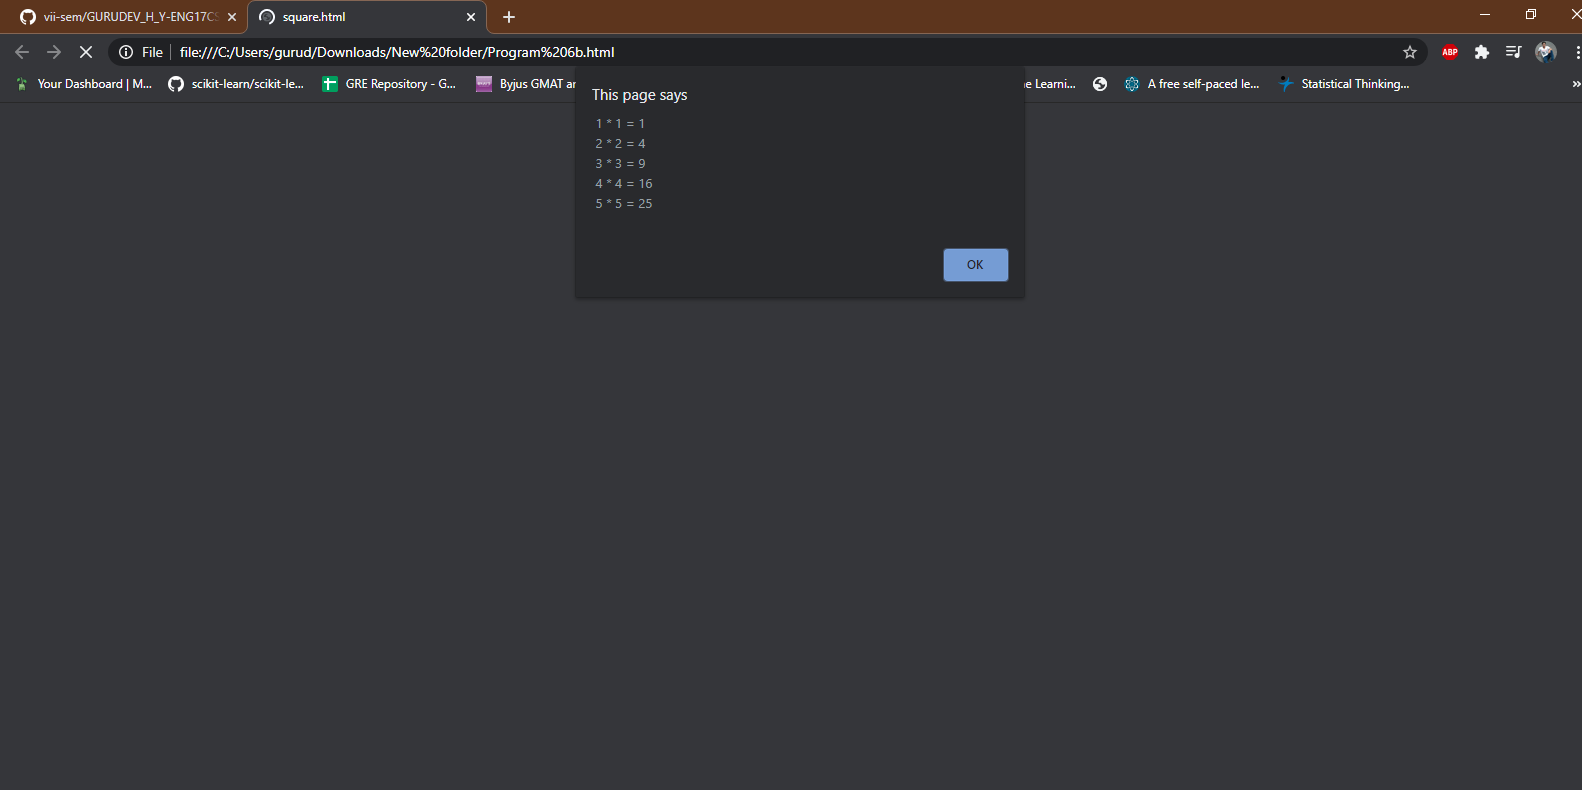 vii-sem/GURUDEV_H_Y-ENG17CS
square.html
File
file:///C:/Users/gurud/Downloads/New%20folder/Program%206b.html
ABP
Your Dashboard | M...
scikit-learn/scikit-le...
GRE Repository - G...
Byjus GMAT
Learni...
A free self-paced le...
Statistical Thinking...
This page says
1 * 1 = 1
2 * 2 = 4
3 * 3 = 9
4 * 4 = 16
5 * 5 = 25
OK